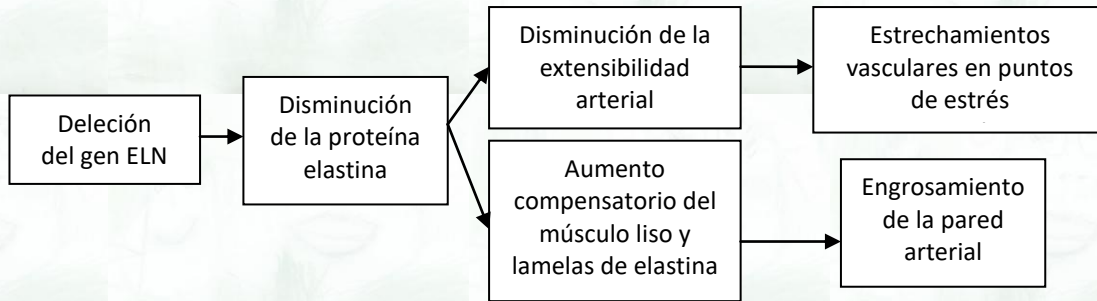 Deleción
del gen ELN
Disminución
de la proteína
elastina
Disminución de la
extensibilidad
arterial
Estrechamientos
vasculares en puntos
de estrés
Aumento
compensatorio del
músculo liso y
lamelas de elastina
Engrosamiento
de la pared
arterial